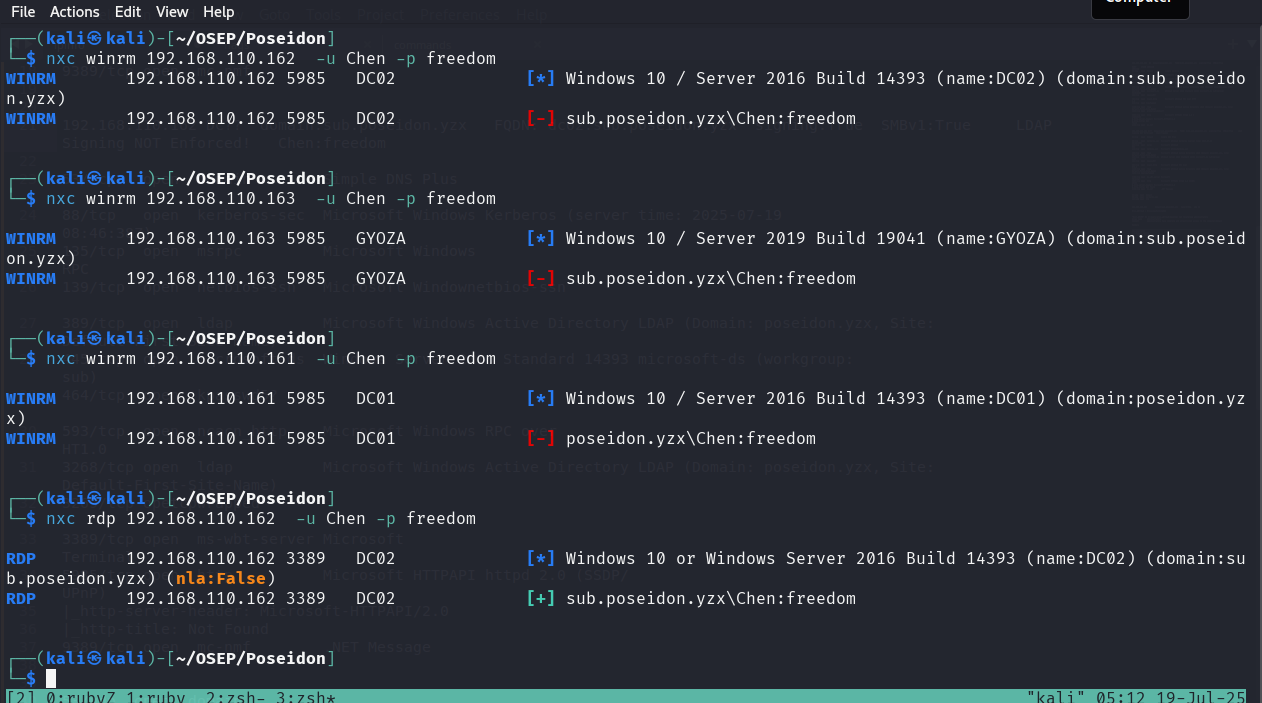 File Actions Edit View Help
┌──(kali㉿kali)-[~/OSEP/Poseidon]
└─$ nxc winrm 192.168.110.162  -u Chen -p freedom
WINRM       192.168.110.162 5985   DC02             [*] Windows 10 / Server 2016 Build 14393 (name:DC02) (domain:sub.poseido
n.yzx)
WINRM       192.168.110.162 5985   DC02             [-] sub.poseidon.yzx\Chen:freedom
┌──(kali㉿kali)-[~/OSEP/Poseidon]
└─$ nxc winrm 192.168.110.163  -u Chen -p freedom
WINRM       192.168.110.163 5985   GYOZA            [*] Windows 10 / Server 2019 Build 19041 (name:GYOZA) (domain:sub.poseid
on.yzx)
WINRM       192.168.110.163 5985   GYOZA            [-] sub.poseidon.yzx\Chen:freedom
┌──(kali㉿kali)-[~/OSEP/Poseidon]
└─$ nxc winrm 192.168.110.161  -u Chen -p freedom
WINRM       192.168.110.161 5985   DC01             [*] Windows 10 / Server 2016 Build 14393 (name:DC01) (domain:poseidon.yz
x)
WINRM       192.168.110.161 5985   DC01             [-] poseidon.yzx\Chen:freedom
┌──(kali㉿kali)-[~/OSEP/Poseidon]
└─$ nxc rdp 192.168.110.162  -u Chen -p freedom
RDP         192.168.110.162 3389   DC02             [*] Windows 10 or Windows Server 2016 Build 14393 (name:DC02) (domain:su
b.poseidon.yzx) (nla:False)
RDP         192.168.110.162 3389   DC02             [+] sub.poseidon.yzx\Chen:freedom
┌──(kali㉿kali)-[~/OSEP/Poseidon]
└─$
[2] 0:rubyZ 1:ruby  2:zsh- 3:zsh* "kali" 05:12 19-Jul-25